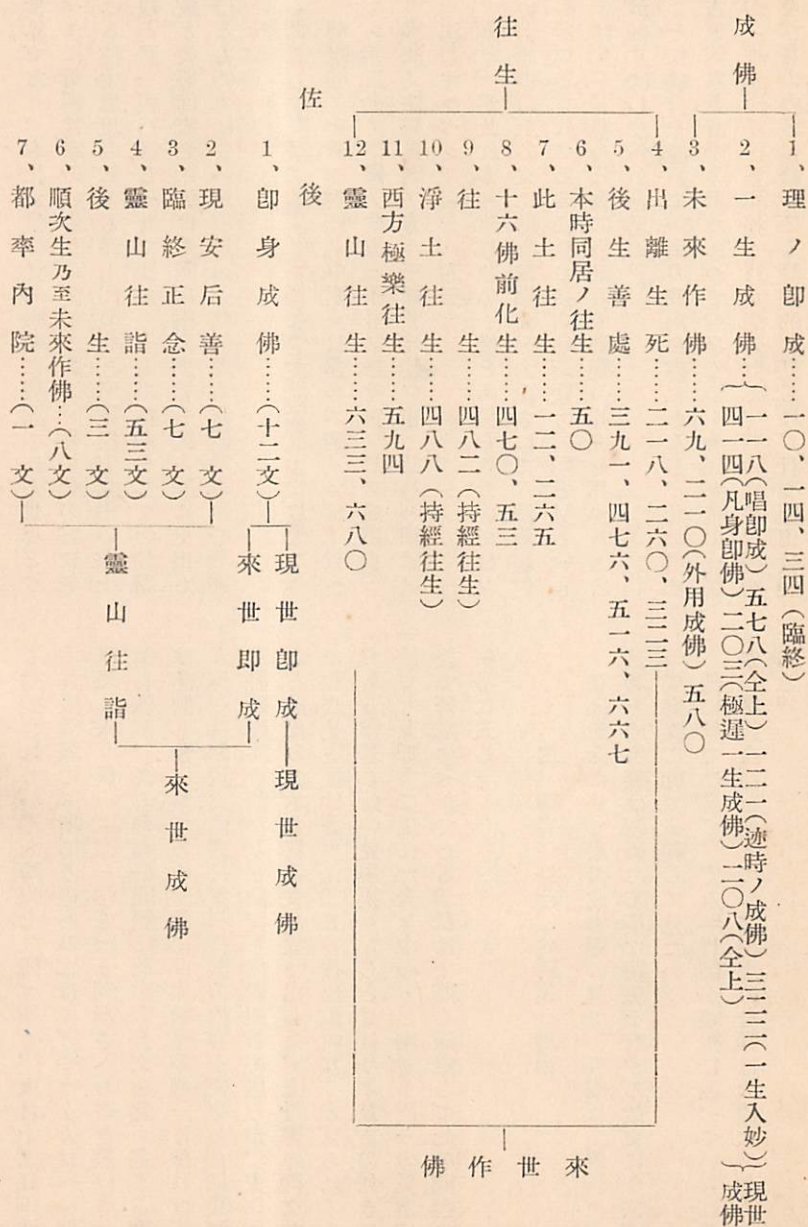 成佛
1、理ノ卽成……一〇、一四、三四(臨終)
2、一生成佛…{一一八(唱卽成)五七八(仝上)一二一(迹時ノ成佛)三二二(一生入妙)
四一四(凡身卽佛)二〇三(極遲一生成佛)二〇八(仝上)}現世成佛
3、未來作佛……六九、二一〇(外用成佛)五八〇
往生
4、出離生死……二一八、二六〇、三二三
5、後生善處……三九一、四七六、五一六、六六七
6、本時同居ノ往生……五〇
7、此土往生……一二、二六五
8、十六佛前化生……四七〇、五三
9、往生……四八二(持經往生)
10、淨土往生……四八八(持經往生)
11、西方極樂往生……五九四
12、靈山往生……六三三、六八〇
來世作佛
佐後
1、卽身成佛……(十二文)
現世卽成
現世成佛
來世卽成
2、現安后善……(七文)
3、臨終正念……(七文)
4、靈山往詣……(五三文)
5、後生……(三文)
6、順次生乃至未來作佛…(八文)
7、都率內院……(一文)
靈山往詣
來世成佛